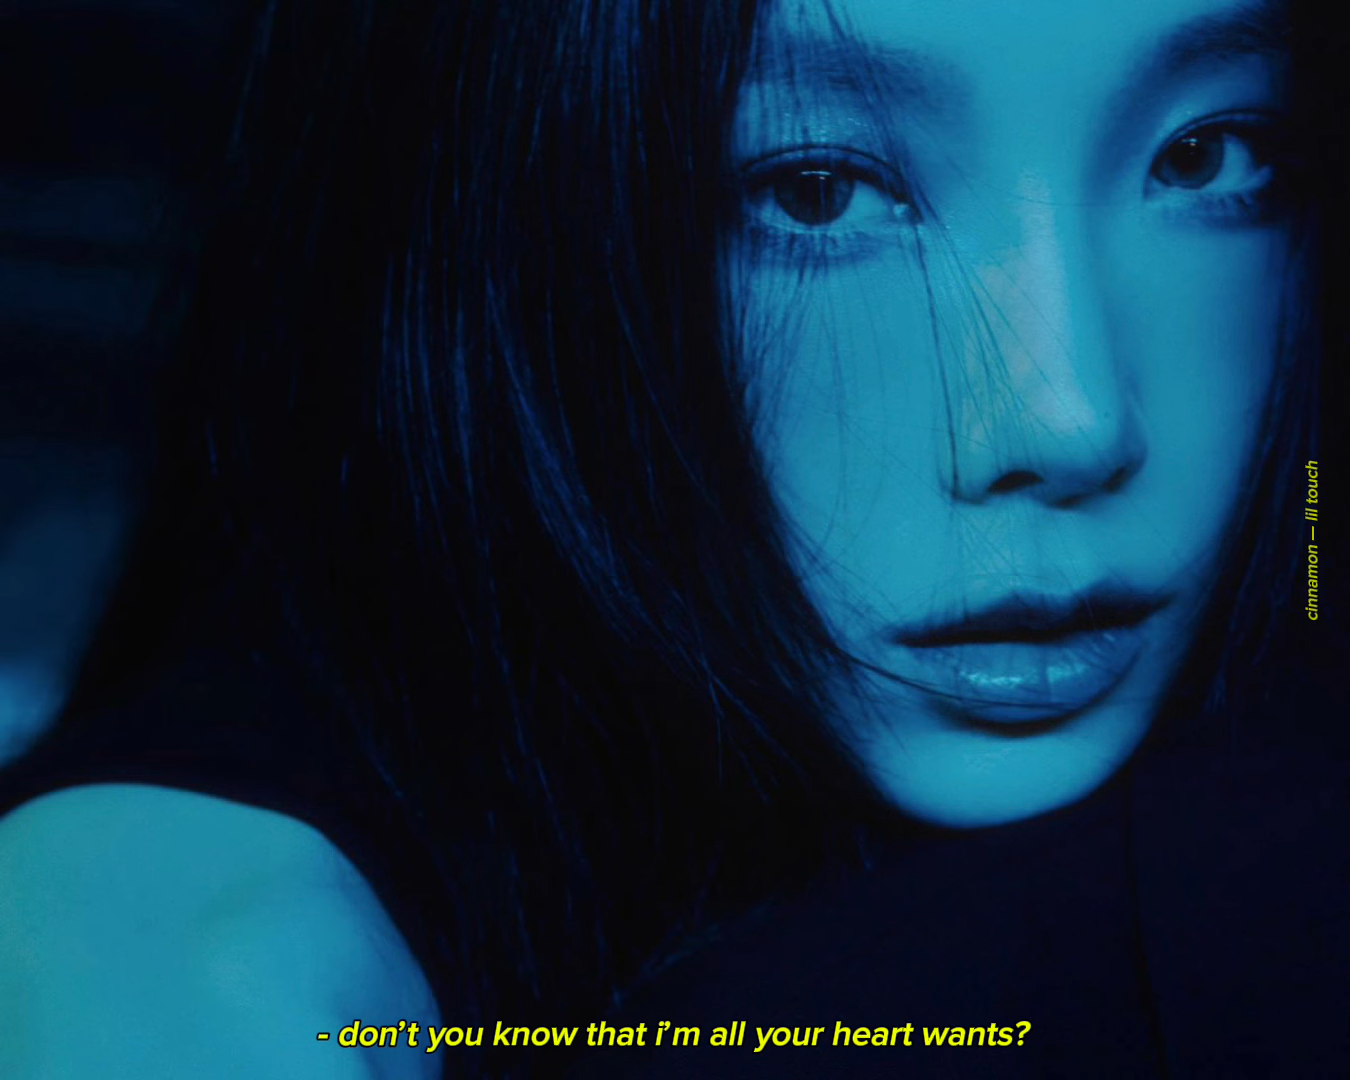 cinnamon — lil touch
- don't you know that i'm all your heart wants?